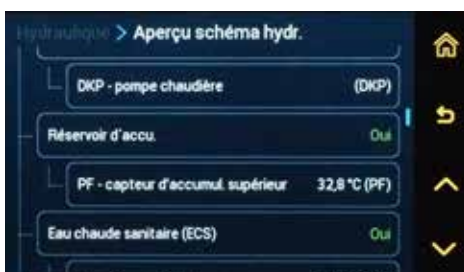 Hydraulique > Aperçu schéma hydr.
DKP - pompe chaudière (DKP)
Réservoir d'accu. Oui
PF - capteur d'accumul. supérieur 32,8 °C (PF)
Eau chaude sanitaire (ECS) Oui